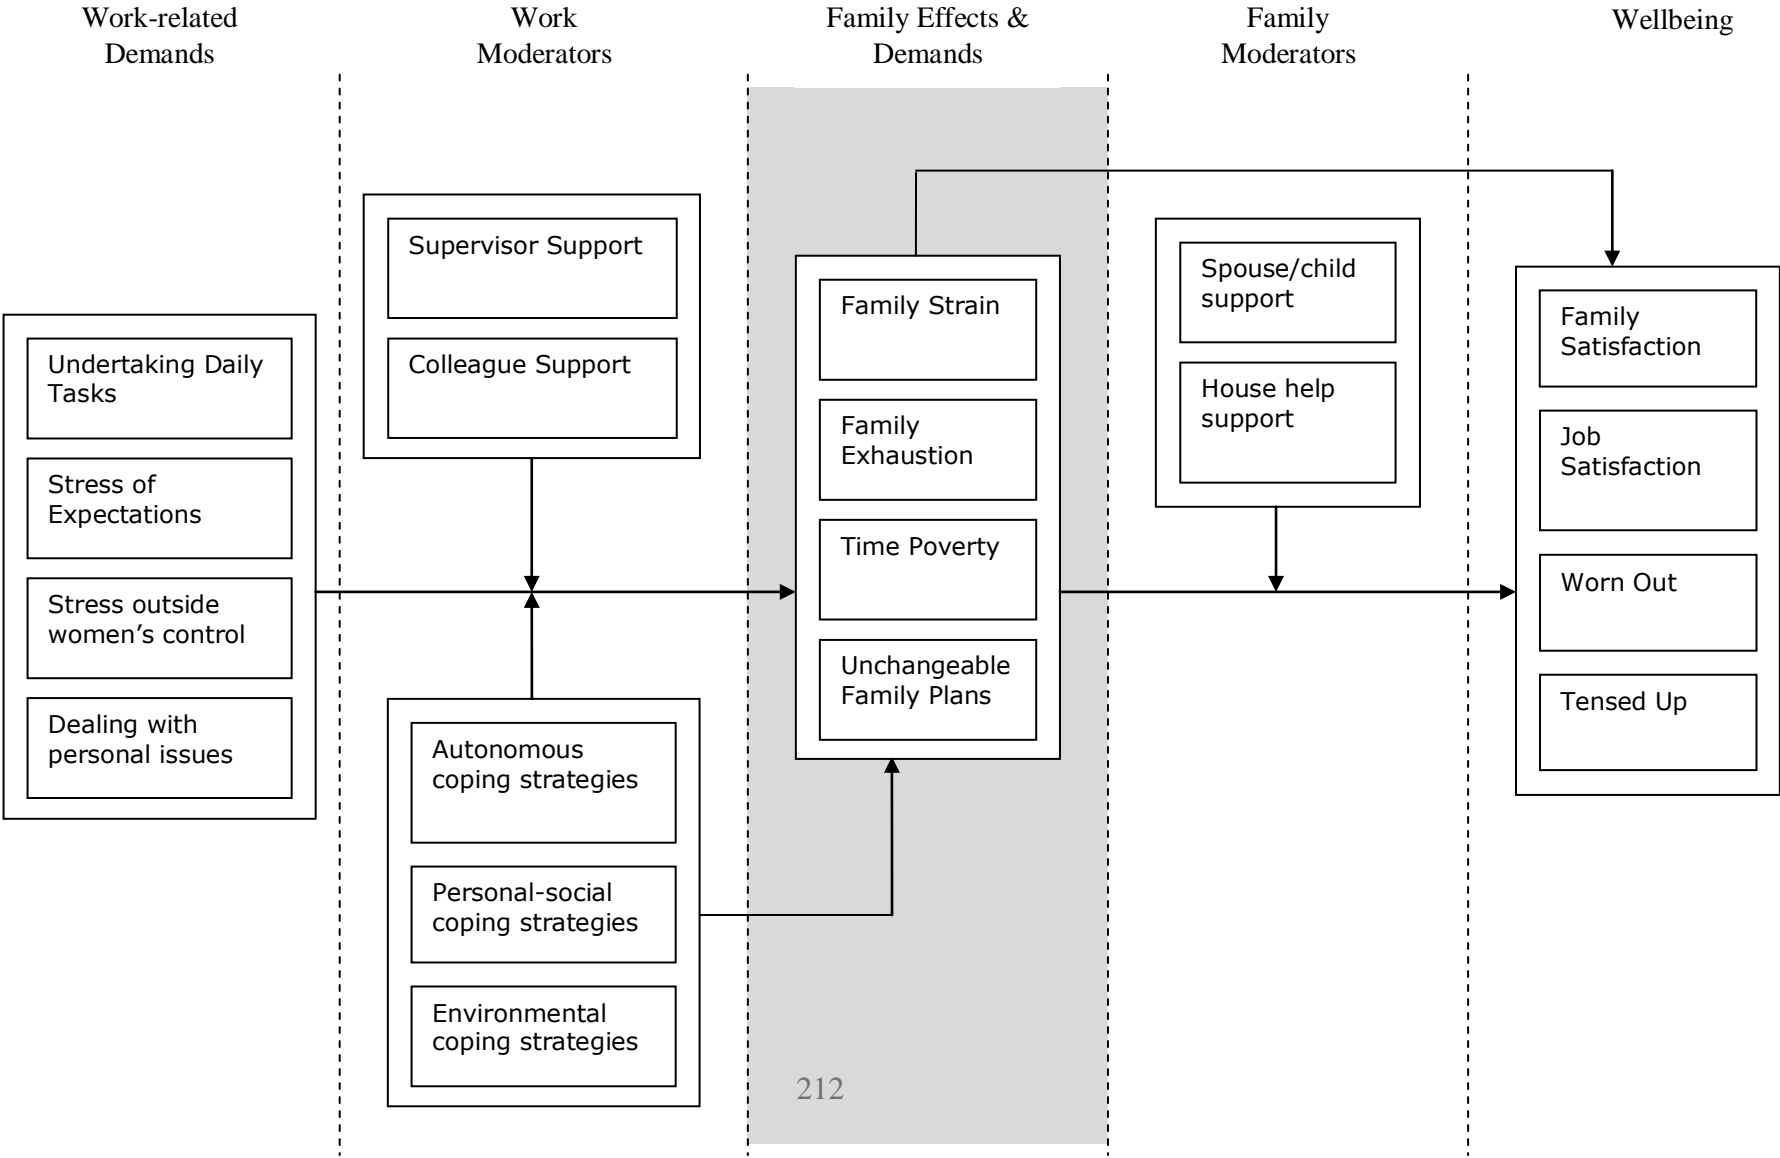 Work-related
Demands
Work
Moderators
Family Effects &
Demands
Family
Moderators
Wellbeing
Undertaking Daily
Tasks
Stress of
Expectations
Stress outside
women’s control
Dealing with
personal issues
Supervisor Support
Colleague Support
Autonomous
coping strategies
Personal-social
coping strategies
Environmental
coping strategies
Family Strain
Family
Exhaustion
Time Poverty
Unchangeable
Family Plans
Spouse/child
support
House help
support
Family
Satisfaction
Job
Satisfaction
Worn Out
Tensed Up
212